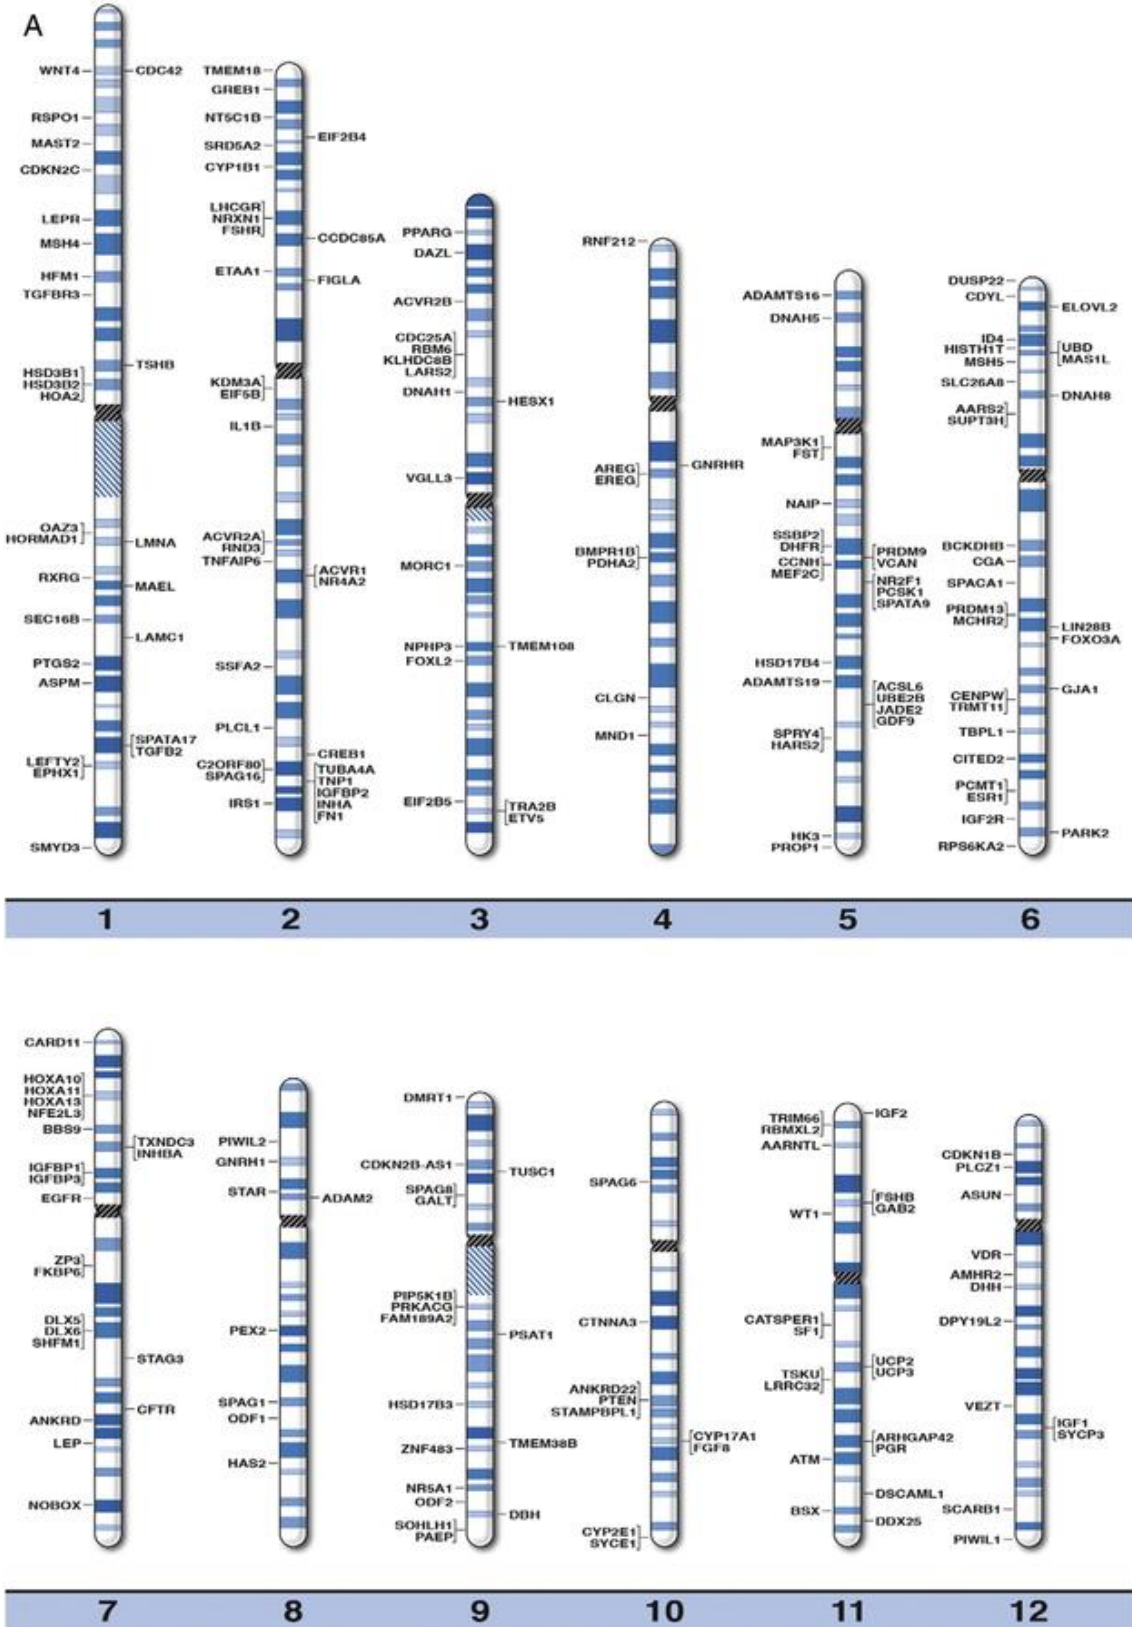 A
WNT4
CDC42
RSPO1
MAST2
CDKN2C
LEPR
MSH4
HFM1
TGFBR3
TSHB
HSD3B1
HSD3B2
HOA2
OAZ3
HORMAD1
LMNA
RXRG
MAEL
SEC16B
LAMC1
PTGS2
ASPM
SPATA17
TGFB2
LEFTY2
EPHX1
SMYD3
TMEM18
GREB1
NT5C1B
EIF2B4
SRD5A2
CYP1B1
LHCGR
NRXN1
FSHR
CCDC85A
ETAA1
FIGLA
KDM3A
EIF5B
IL1B
ACVR2A
RND3
TNFAIP6
ACVR1
NR4A2
SSFA2
PLCL1
CREB1
C2ORF80
SPAG16
TUBA4A
TNP1
IGFBP2
INHA
FN1
IRS1
PPARG
DAZL
ACVR2B
CDC25A
RBM6
KLHDC8B
LARS2
DNAH1
HESX1
VGLL3
MORC1
NPHP3
TMEM108
FOXL2
EIF2B5
TRA2B
ETV5
RNF212
GNRHR
AREG
EREG
BMPR1B
PDHA2
CLGN
MND1
ADAMTS16
DNAH5
MAP3K1
FST
NAIP
SSBP2
DHFR
CCNH
MEF2C
PRDM9
VCAN
NR2F1
PCSK1
SPATA9
HSD17B4
ADAMTS19
ACSL6
UBE2B
JADE2
GDF9
SPRY4
HARS2
HK3
PROP1
DUSP22
CDYL
ELOVL2
ID4
HISTH1T
MSH5
UBD
MAS1L
SLC26A8
DNAH8
AARS2
SUPT3H
BCKDHB
CGA
SPACA1
PRDM13
MCHR2
LIN28B
FOXO3A
GJA1
CENPW
TRMT11
TBPL1
CITED2
PCMT1
ESR1
IGF2R
PARK2
RPS6KA2
1 2 3 4 5 6
CARD11
HOXA10
HOXA11
HOXA13
NFE2L3
BBS9
TXNDC3
INHBA
IGFBP1
IGFBP3
EGFR
ZP3
FKBP6
DLX5
DLX6
SHFM1
STAG3
CFTR
ANKRD
LEP
NOBOX
PIWIL2
GNRH1
STAR
ADAM2
PEX2
SPAG1
ODF1
HAS2
DMRT1
CDKN2B-AS1
TUSC1
SPAG8
GALT
PIP5K1B
PRKACG
FAM189A2
PSAT1
HSD17B3
TMEM38B
ZNF483
NR5A1
ODF2
DBH
SOHLH1
PAEP
SPAG6
CTNNA3
ANKRD22
PTEN
STAMPBPL1
CYP17A1
FGF8
CYP2E1
SYCE1
IGF2
TRIM66
RBMXL2
AARNTL
FSHB
GAB2
WT1
CATSPER1
SF1
UCP2
UCP3
TSKU
LRRC32
ARHGAP42
PGR
ATM
DSCAML1
BSX
DDX25
CDKN1B
PLCZ1
ASUN
VDR
AMHR2
DHH
DPY19L2
VEZT
IGF1
SYCP3
SCARB1
PIWIL1
7 8 9 10 11 12